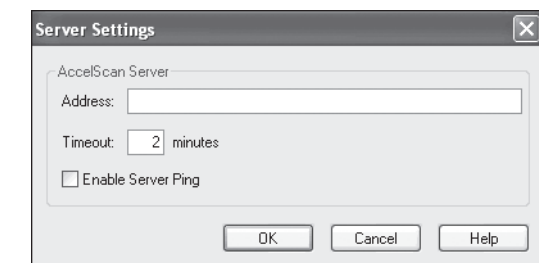 Server Settings
AccelScan Server
Address:
Timeout: 2 minutes
Enable Server Ping
OK Cancel Help